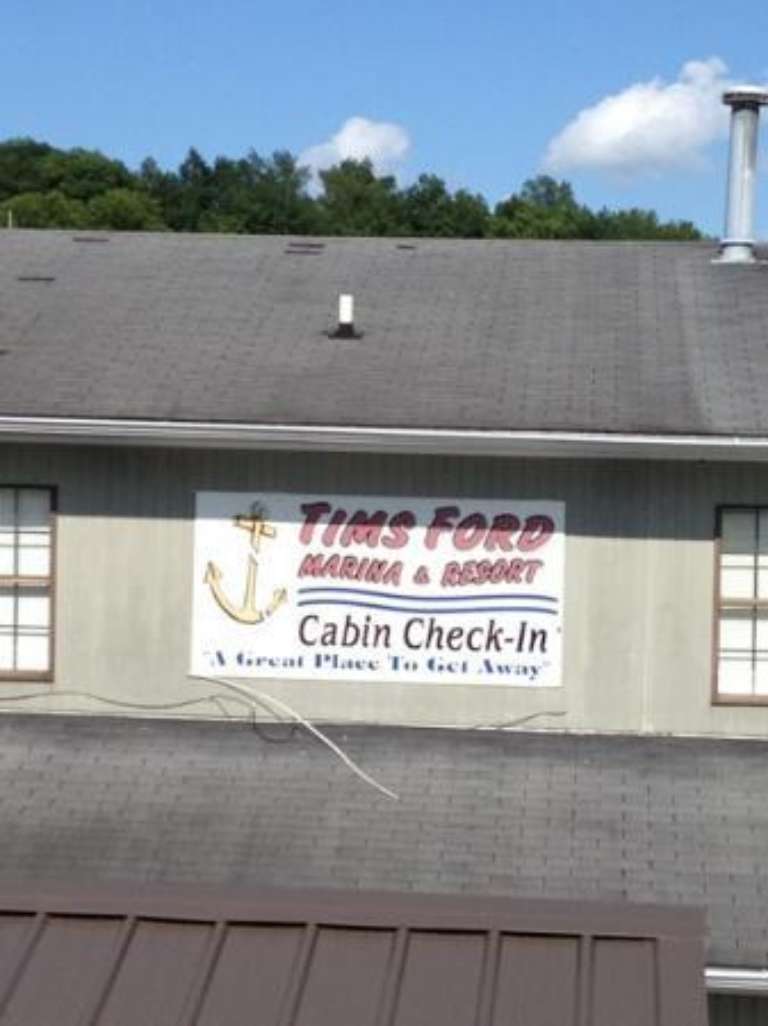 TIMS FORD
MARINA & RESORT
Cabin Check-In
"A Great Place To Get Away"